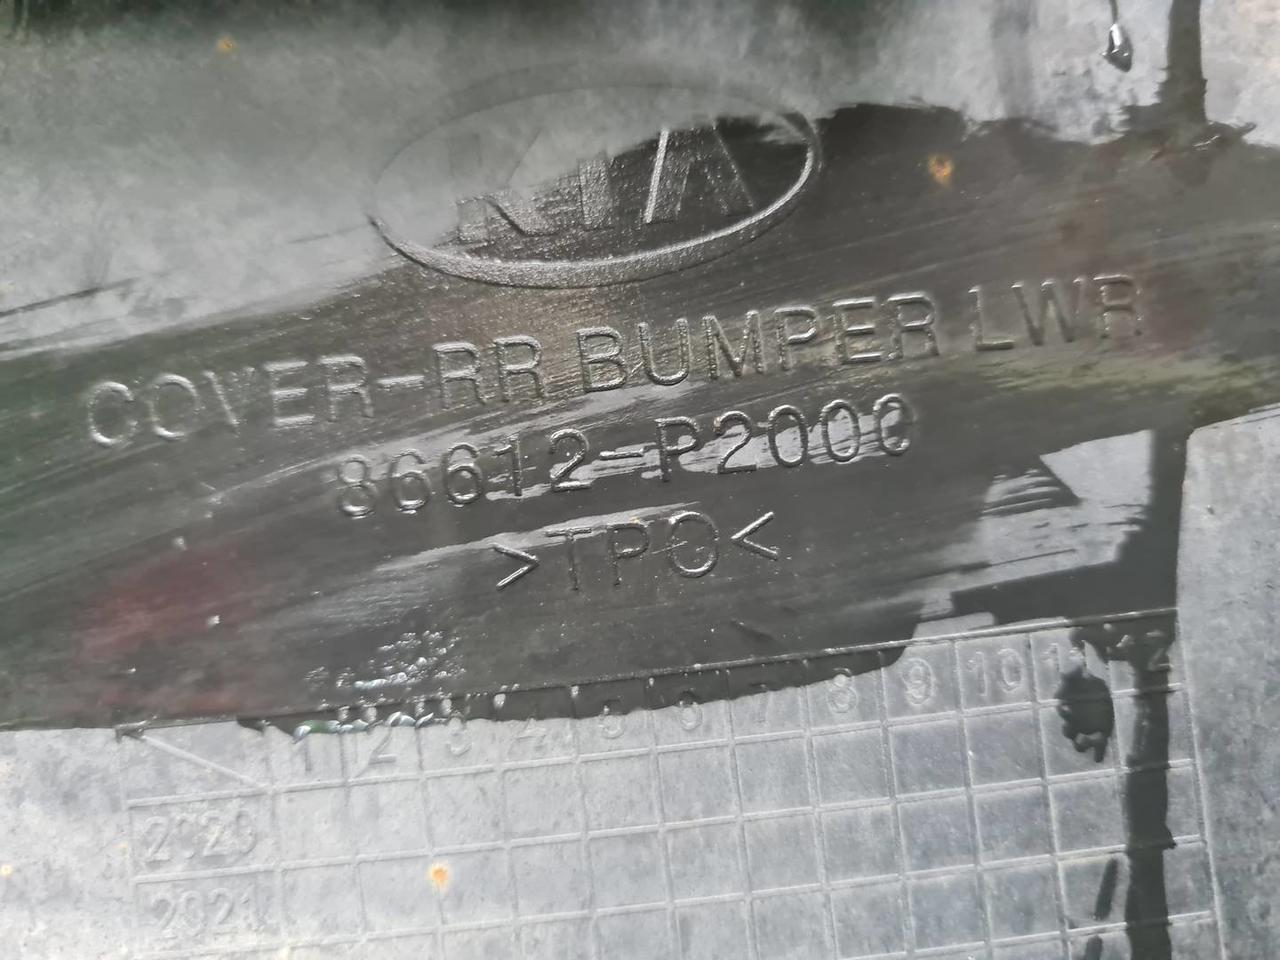 KIA
COVER-RR BUMPER LWR
86612-P2000
>TPO<
1 2 3 4 5 6 7 8 9 10 11 12
2020
2021